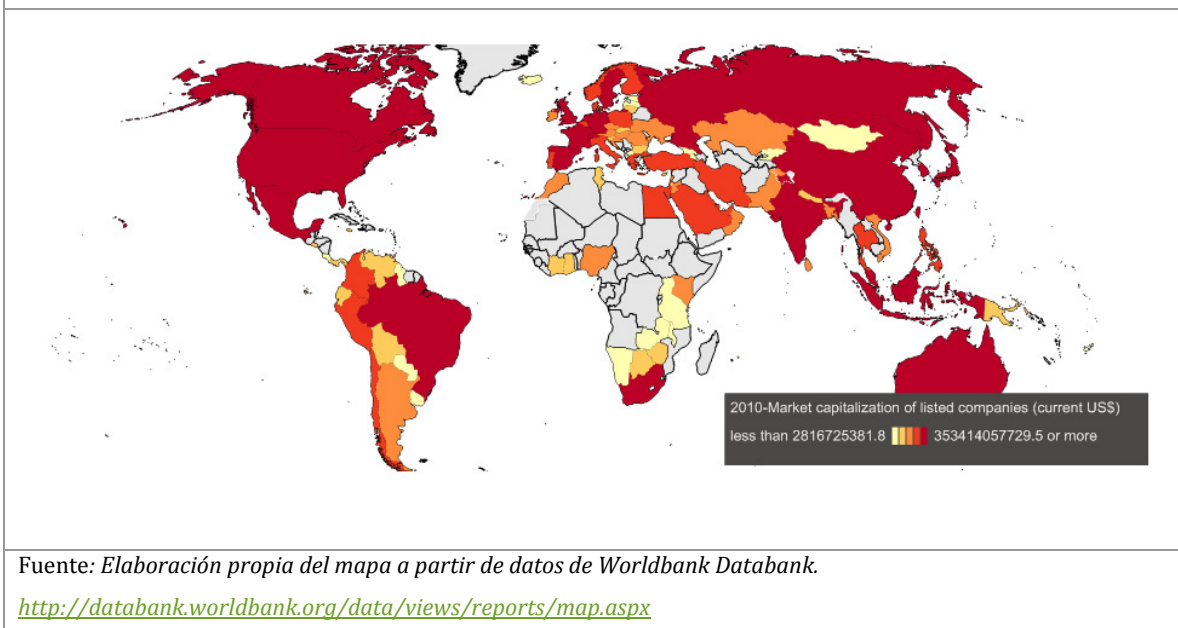 2010-Market capitalization of listed companies (current US$)
less than 2816725381.8 353414057729.5 or more
Fuente: Elaboración propia del mapa a partir de datos de Worldbank Databank.
http://databank.worldbank.org/data/views/reports/map.aspx